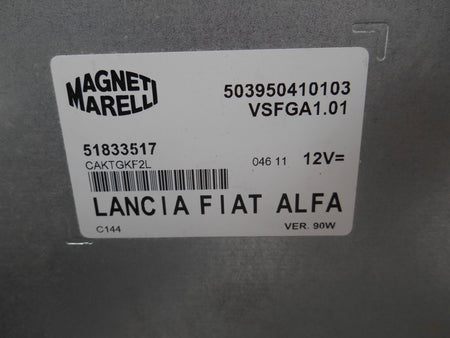 MAGNETI
MARELLI
503950410103
VSFGA1.01
51833517
CAKTGKF2L
046 11 12V=
LANCIA FIAT ALFA
C144 VER. 90W